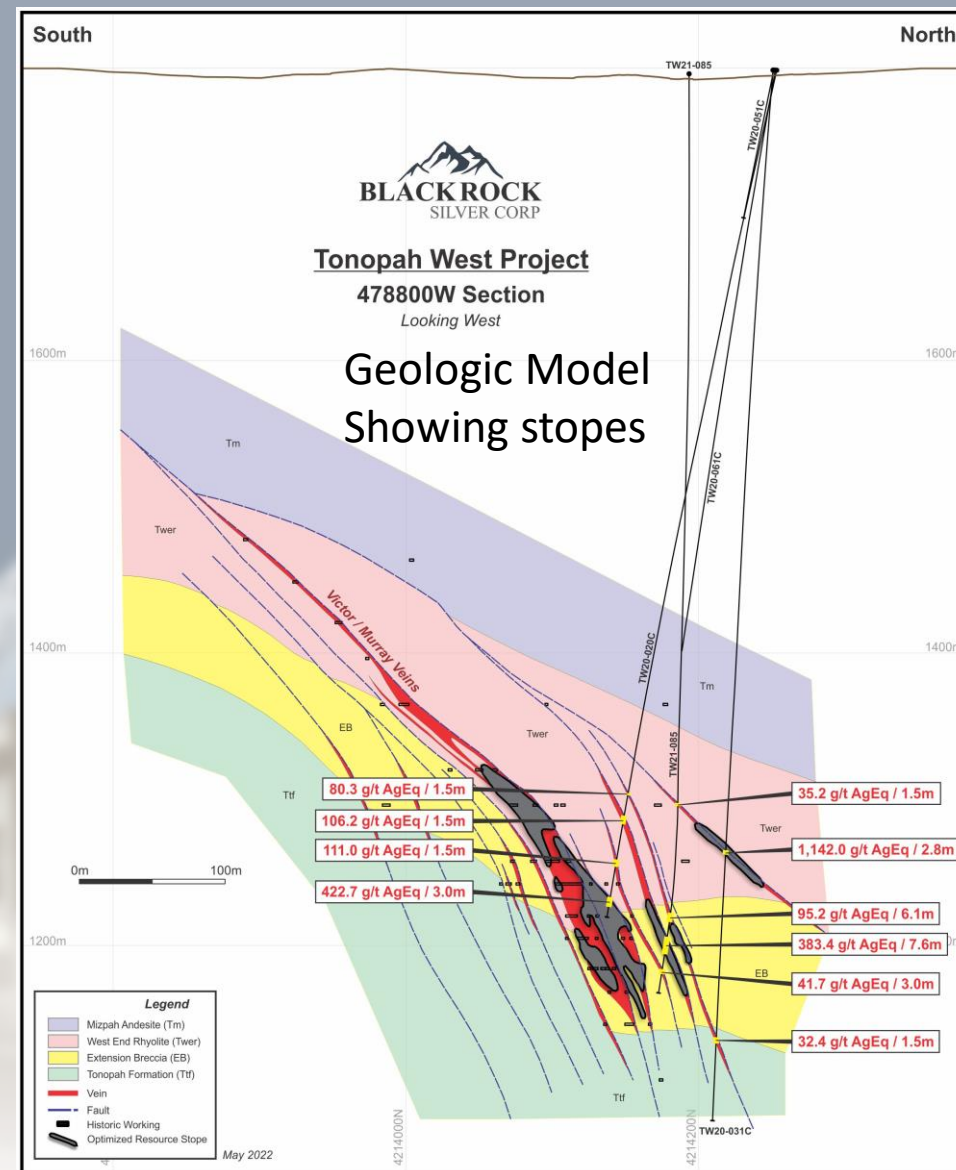 South
North
TW21-085
TW20-051C
BLACKROCK
SILVER CORP
Tonopah West Project
478800W Section
Looking West
1600m
1600m
Geologic Model
Showing stopes
Tm
TW20-061C
Twer
Victor / Murray Veins
TW20-020C
1400m
1400m
Tm
EB
Twer
TW21-085
Ttf
80.3 g/t AgEq / 1.5m
35.2 g/t AgEq / 1.5m
106.2 g/t AgEq / 1.5m
Twer
111.0 g/t AgEq / 1.5m
1,142.0 g/t AgEq / 2.8m
0m
100m
422.7 g/t AgEq / 3.0m
95.2 g/t AgEq / 6.1m
1200m
383.4 g/t AgEq / 7.6m
EB
41.7 g/t AgEq / 3.0m
Legend
Mizpah Andesite (Tm)
West End Rhyolite (Twer)
Extension Breccia (EB)
Tonopah Formation (Ttf)
Vein
Fault
Historic Working
Optimized Resource Stope
32.4 g/t AgEq / 1.5m
Ttf
4214000N
4214200N
TW20-031C
May 2022